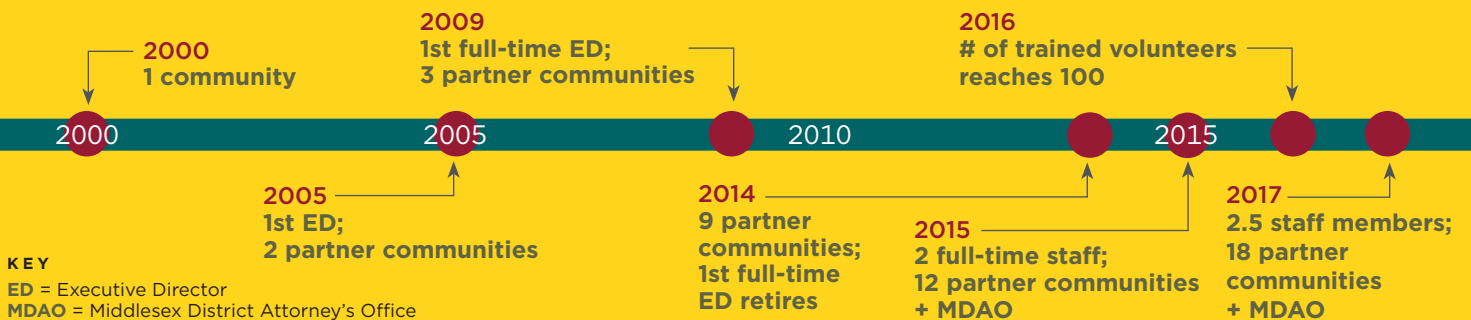 2000
1 community
2009
1st full-time ED;
3 partner communities
2016
# of trained volunteers
reaches 100
2000
2005
2010
2015
2005
1st ED;
2 partner communities
2014
9 partner
communities;
1st full-time
ED retires
2015
2 full-time staff;
12 partner communities
+ MDAO
2017
2.5 staff members;
18 partner
communities
+ MDAO
KEY
ED = Executive Director
MDAO = Middlesex District Attorney's Office